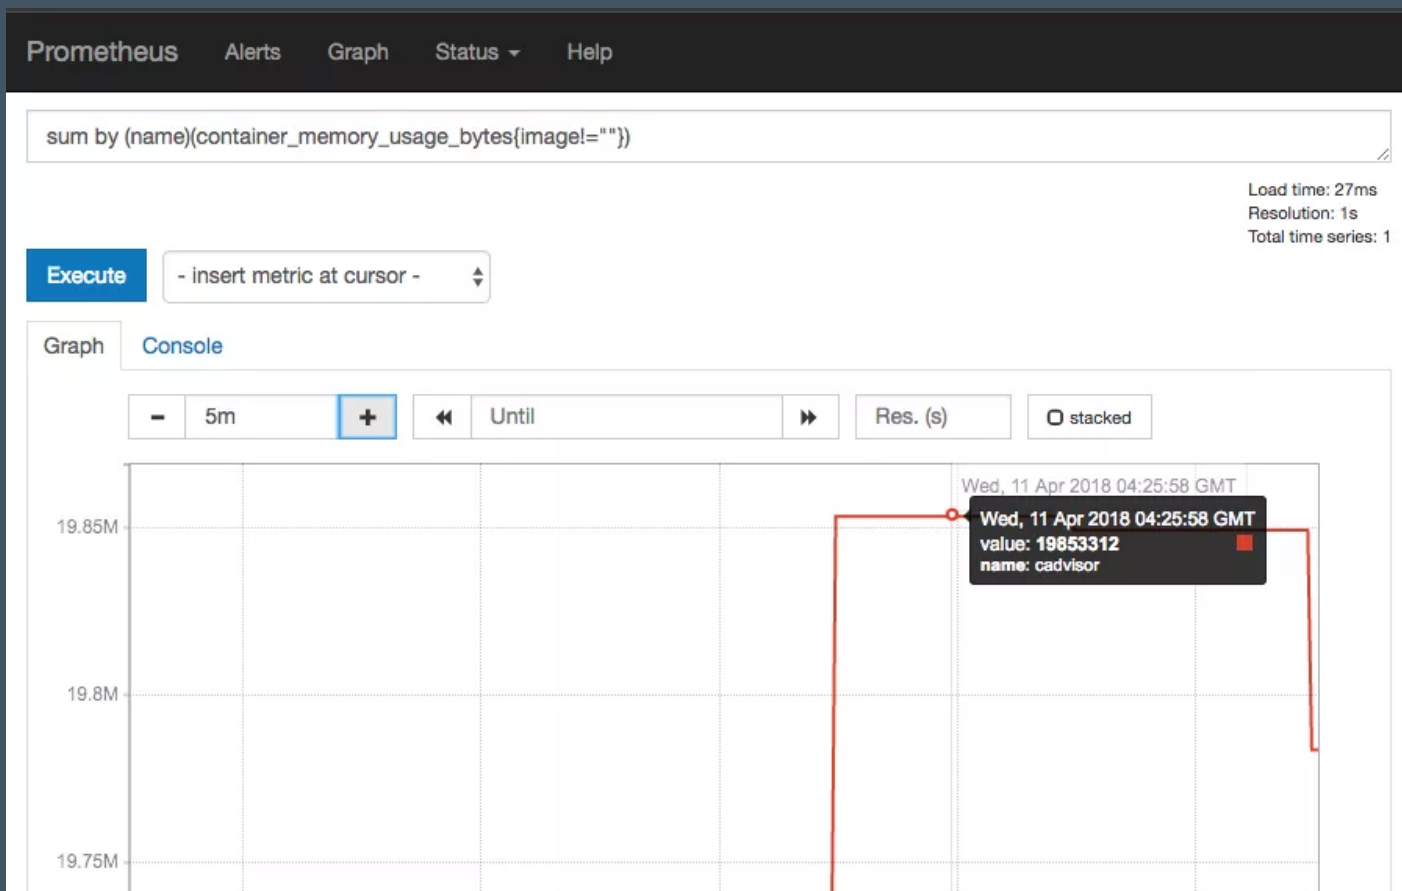 Prometheus Alerts Graph Status Help
sum by (name)(container_memory_usage_bytes{image!=""})
Load time: 27ms
Resolution: 1s
Total time series: 1
Execute - insert metric at cursor -
Graph Console
- 5m + Until Res. (s) stacked
Wed, 11 Apr 2018 04:25:58 GMT
Wed, 11 Apr 2018 04:25:58 GMT
value: 19853312
name: cadvisor
19.85M
19.8M
19.75M